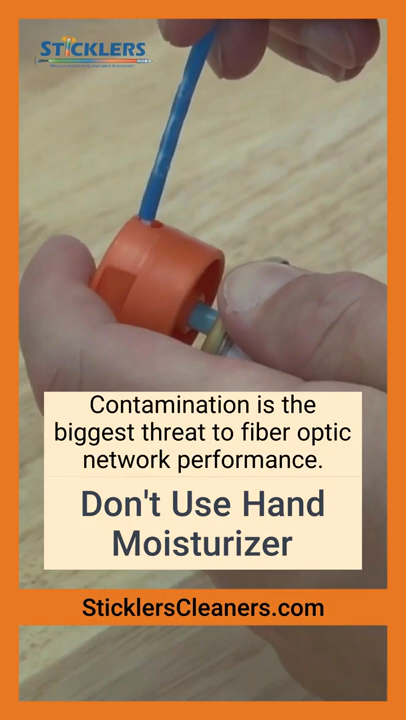 STICKLERS
Contamination is the
biggest threat to fiber optic
network performance.
Don't Use Hand
Moisturizer
SticklersCleaners.com